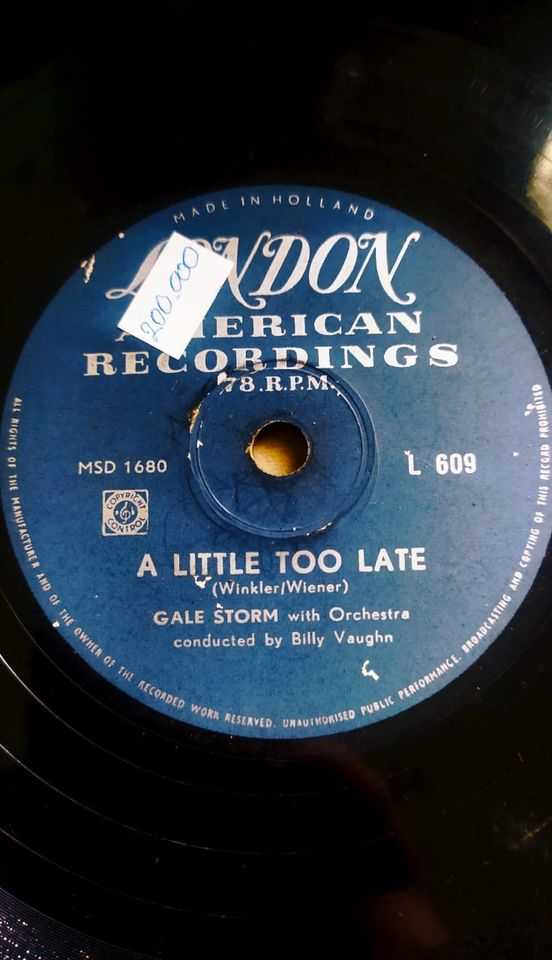 MADE IN HOLLAND
LONDON
200.000
AMERICAN
RECORDINGS
78.R.P.M.
MSD 1680
L 609
COPYRIGHT
CONTROL
A LITTLE TOO LATE
(Winkler/Wiener)
GALE STORM with Orchestra
conducted by Billy Vaughn
ALL RIGHTS OF THE MANUFACTURER AND OF THE OWNER OF THE RECORDED WORK RESERVED. UNAUTHORISED PUBLIC PERFORMANCE, BROADCASTING AND COPYING OF THIS RECORD PROHIBITED